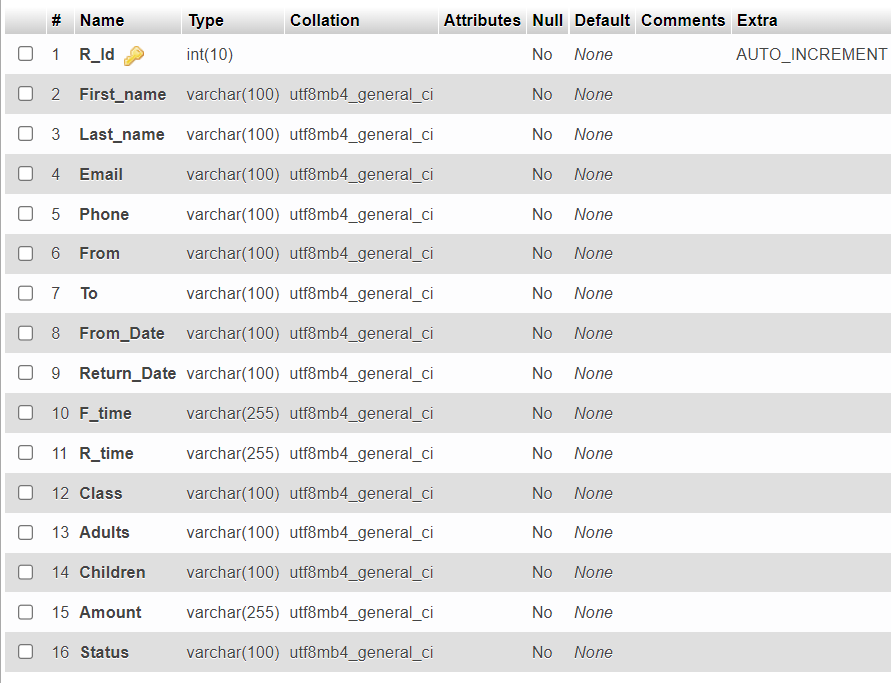 # Name Type Collation Attributes Null Default Comments Extra
1 R_Id int(10) No None AUTO_INCREMENT
2 First_name varchar(100) utf8mb4_general_ci No None
3 Last_name varchar(100) utf8mb4_general_ci No None
4 Email varchar(100) utf8mb4_general_ci No None
5 Phone varchar(100) utf8mb4_general_ci No None
6 From varchar(100) utf8mb4_general_ci No None
7 To varchar(100) utf8mb4_general_ci No None
8 From_Date varchar(100) utf8mb4_general_ci No None
9 Return_Date varchar(100) utf8mb4_general_ci No None
10 F_time varchar(255) utf8mb4_general_ci No None
11 R_time varchar(255) utf8mb4_general_ci No None
12 Class varchar(100) utf8mb4_general_ci No None
13 Adults varchar(100) utf8mb4_general_ci No None
14 Children varchar(100) utf8mb4_general_ci No None
15 Amount varchar(255) utf8mb4_general_ci No None
16 Status varchar(100) utf8mb4_general_ci No None